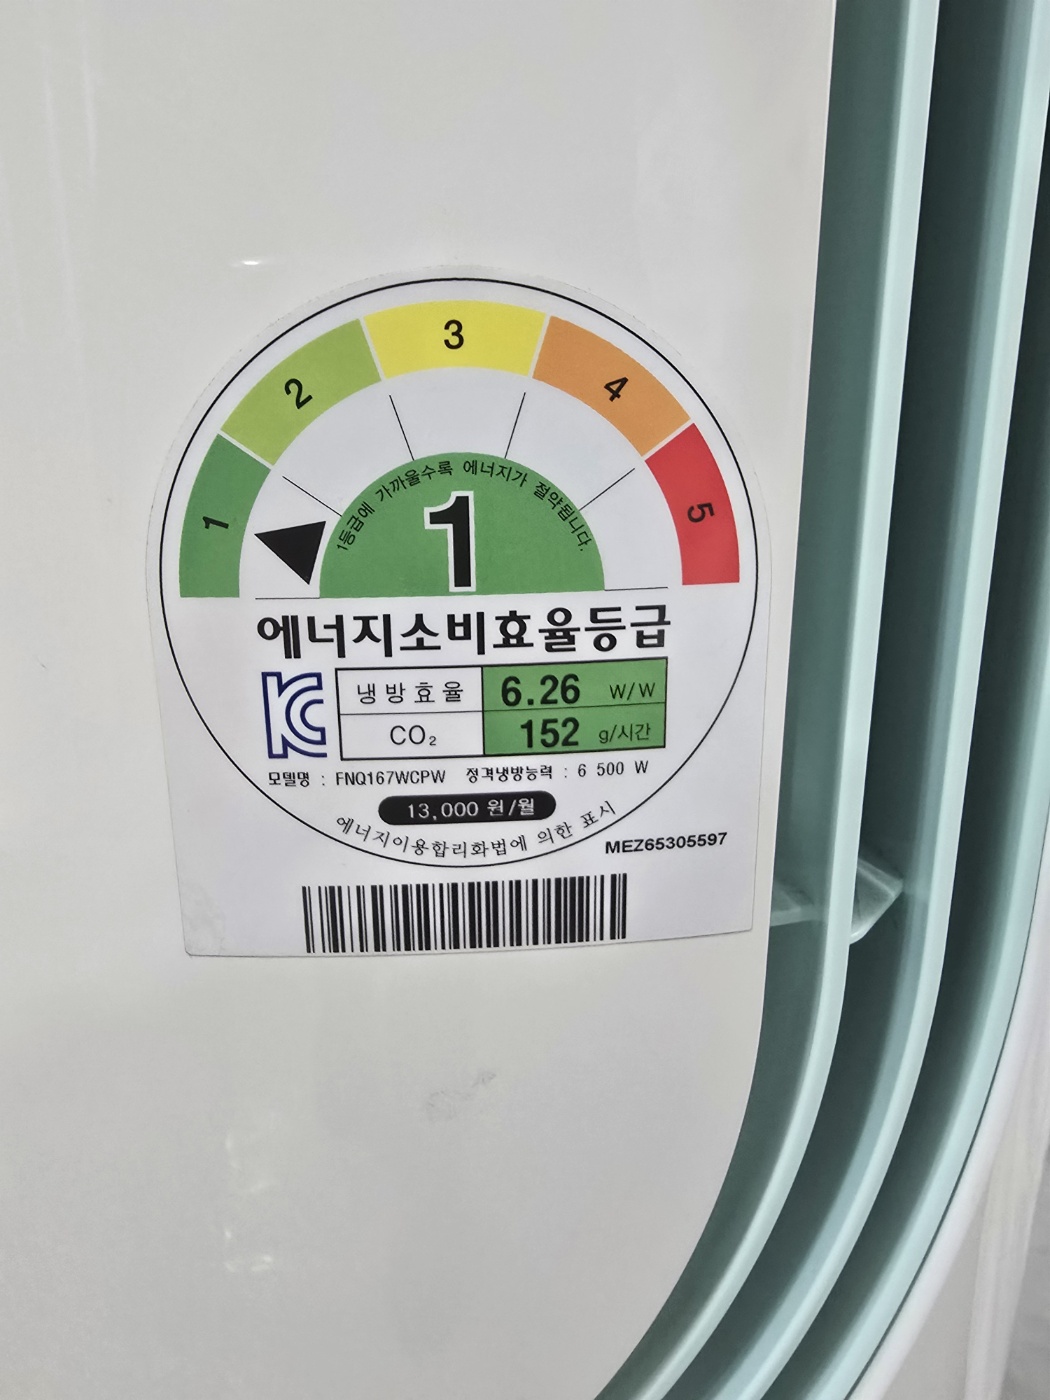 1
2
3
4
5
1등급에 가까울수록 에너지가 절약됩니다.
1
에너지소비효율등급
KC
냉방효율 6.26 W/W
CO₂ 152 g/시간
모델명 : FNQ167WCPW 정격냉방능력 : 6 500 W
13,000 원/월
에너지이용합리화법에 의한 표시
MEZ65305597